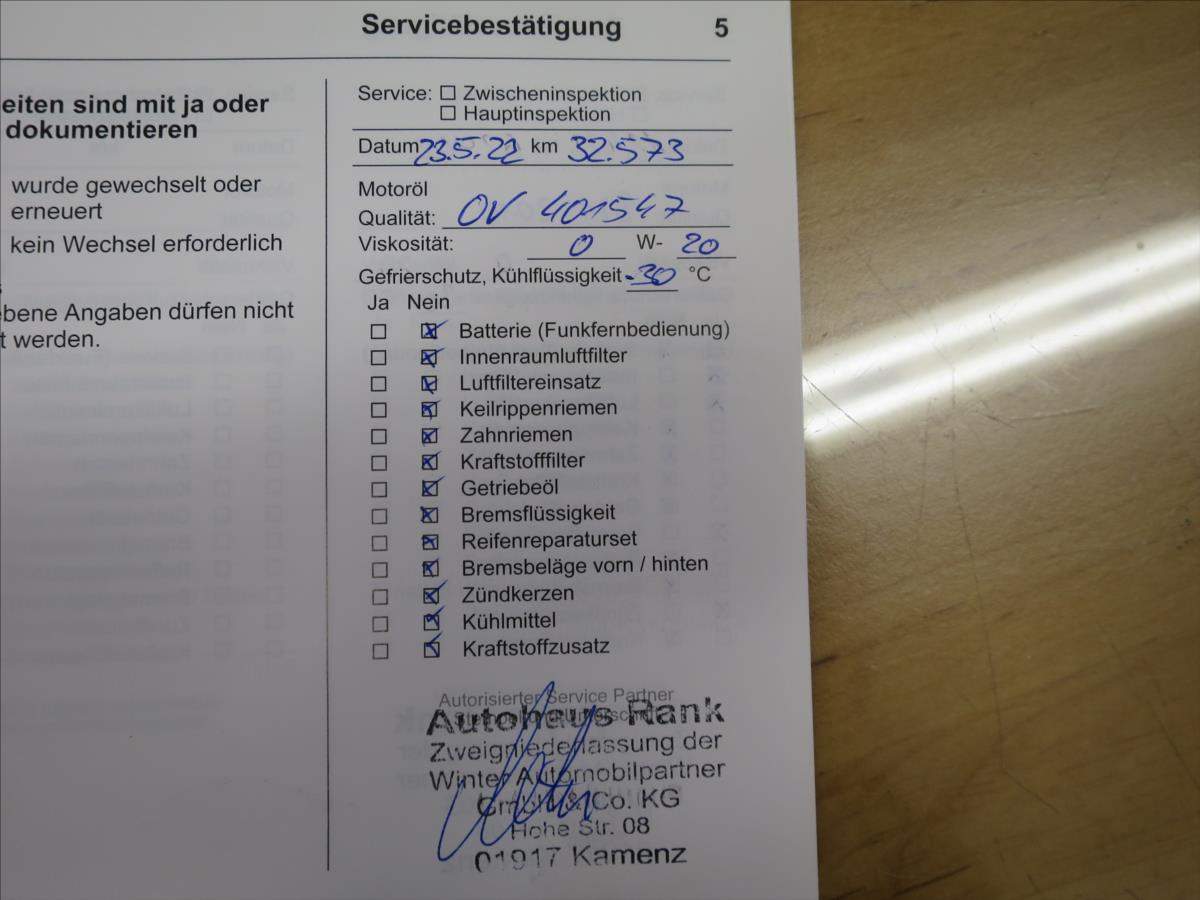 Servicebestätigung 5
eiten sind mit ja oder
dokumentieren
wurde gewechselt oder
erneuert
kein Wechsel erforderlich
ebene Angaben dürfen nicht
t werden.
Service: Zwischeninspektion
Hauptinspektion
Datum 23.5.22 km 32.573
Motoröl
Qualität: OV 401547
Viskosität: 0 W- 20
Gefrierschutz, Kühlflüssigkeit -30 °C
Ja Nein
Batterie (Funkfernbedienung)
Innenraumluftfilter
Luftfiltereinsatz
Keilrippenriemen
Zahnriemen
Kraftstofffilter
Getriebeöl
Bremsflüssigkeit
Reifenreparaturset
Bremsbeläge vorn / hinten
Zündkerzen
Kühlmittel
Kraftstoffzusatz
Autorisierter Service Partner
Autohaus Rank
Zweigniederlassung der
Winter Automobilpartner
GmbH & Co. KG
Hohe Str. 08
01917 Kamenz